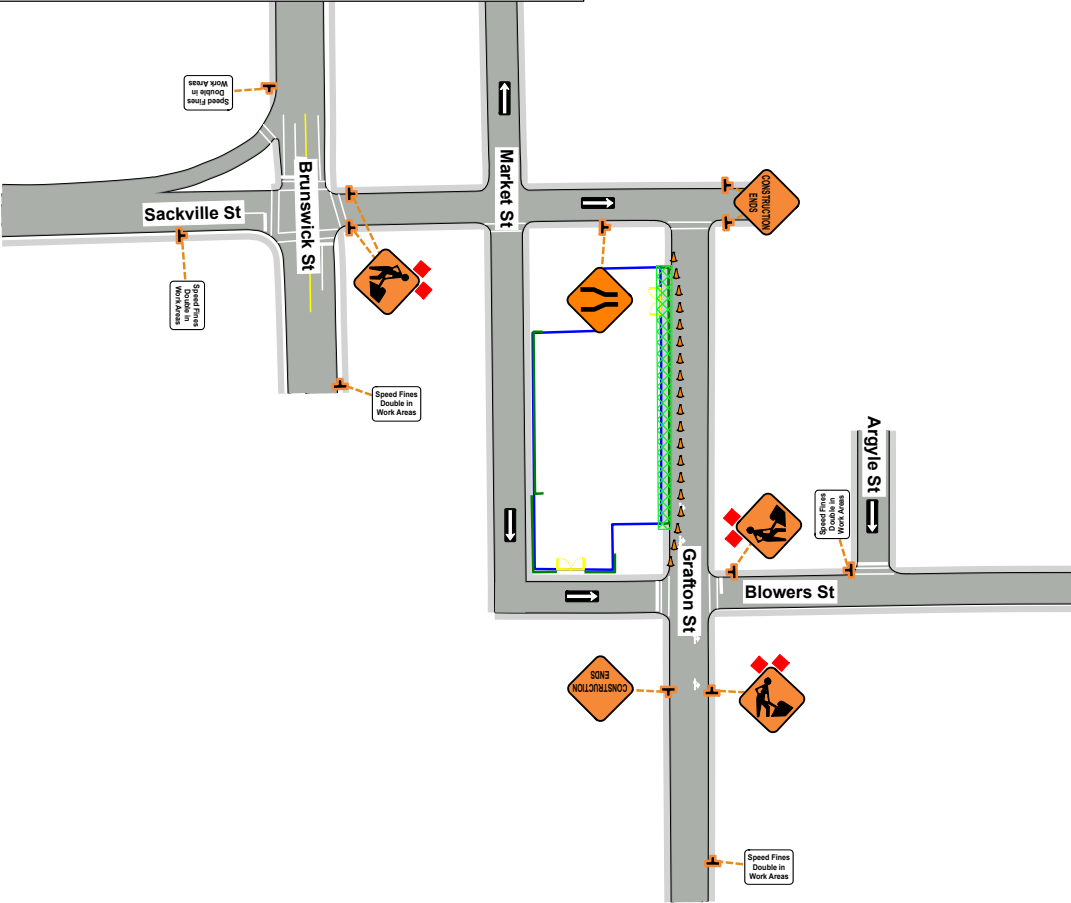 Speed Fines
Double in
Work Areas
Market St
Brunswick St
CONSTRUCTION
ENDS
Sackville St
Speed Fines
Double in
Work Areas
Speed Fines
Double in
Work Areas
Argyle St
Speed Fines
Double in
Work Areas
Grafton St
Blowers St
CONSTRUCTION
ENDS
Speed Fines
Double in
Work Areas